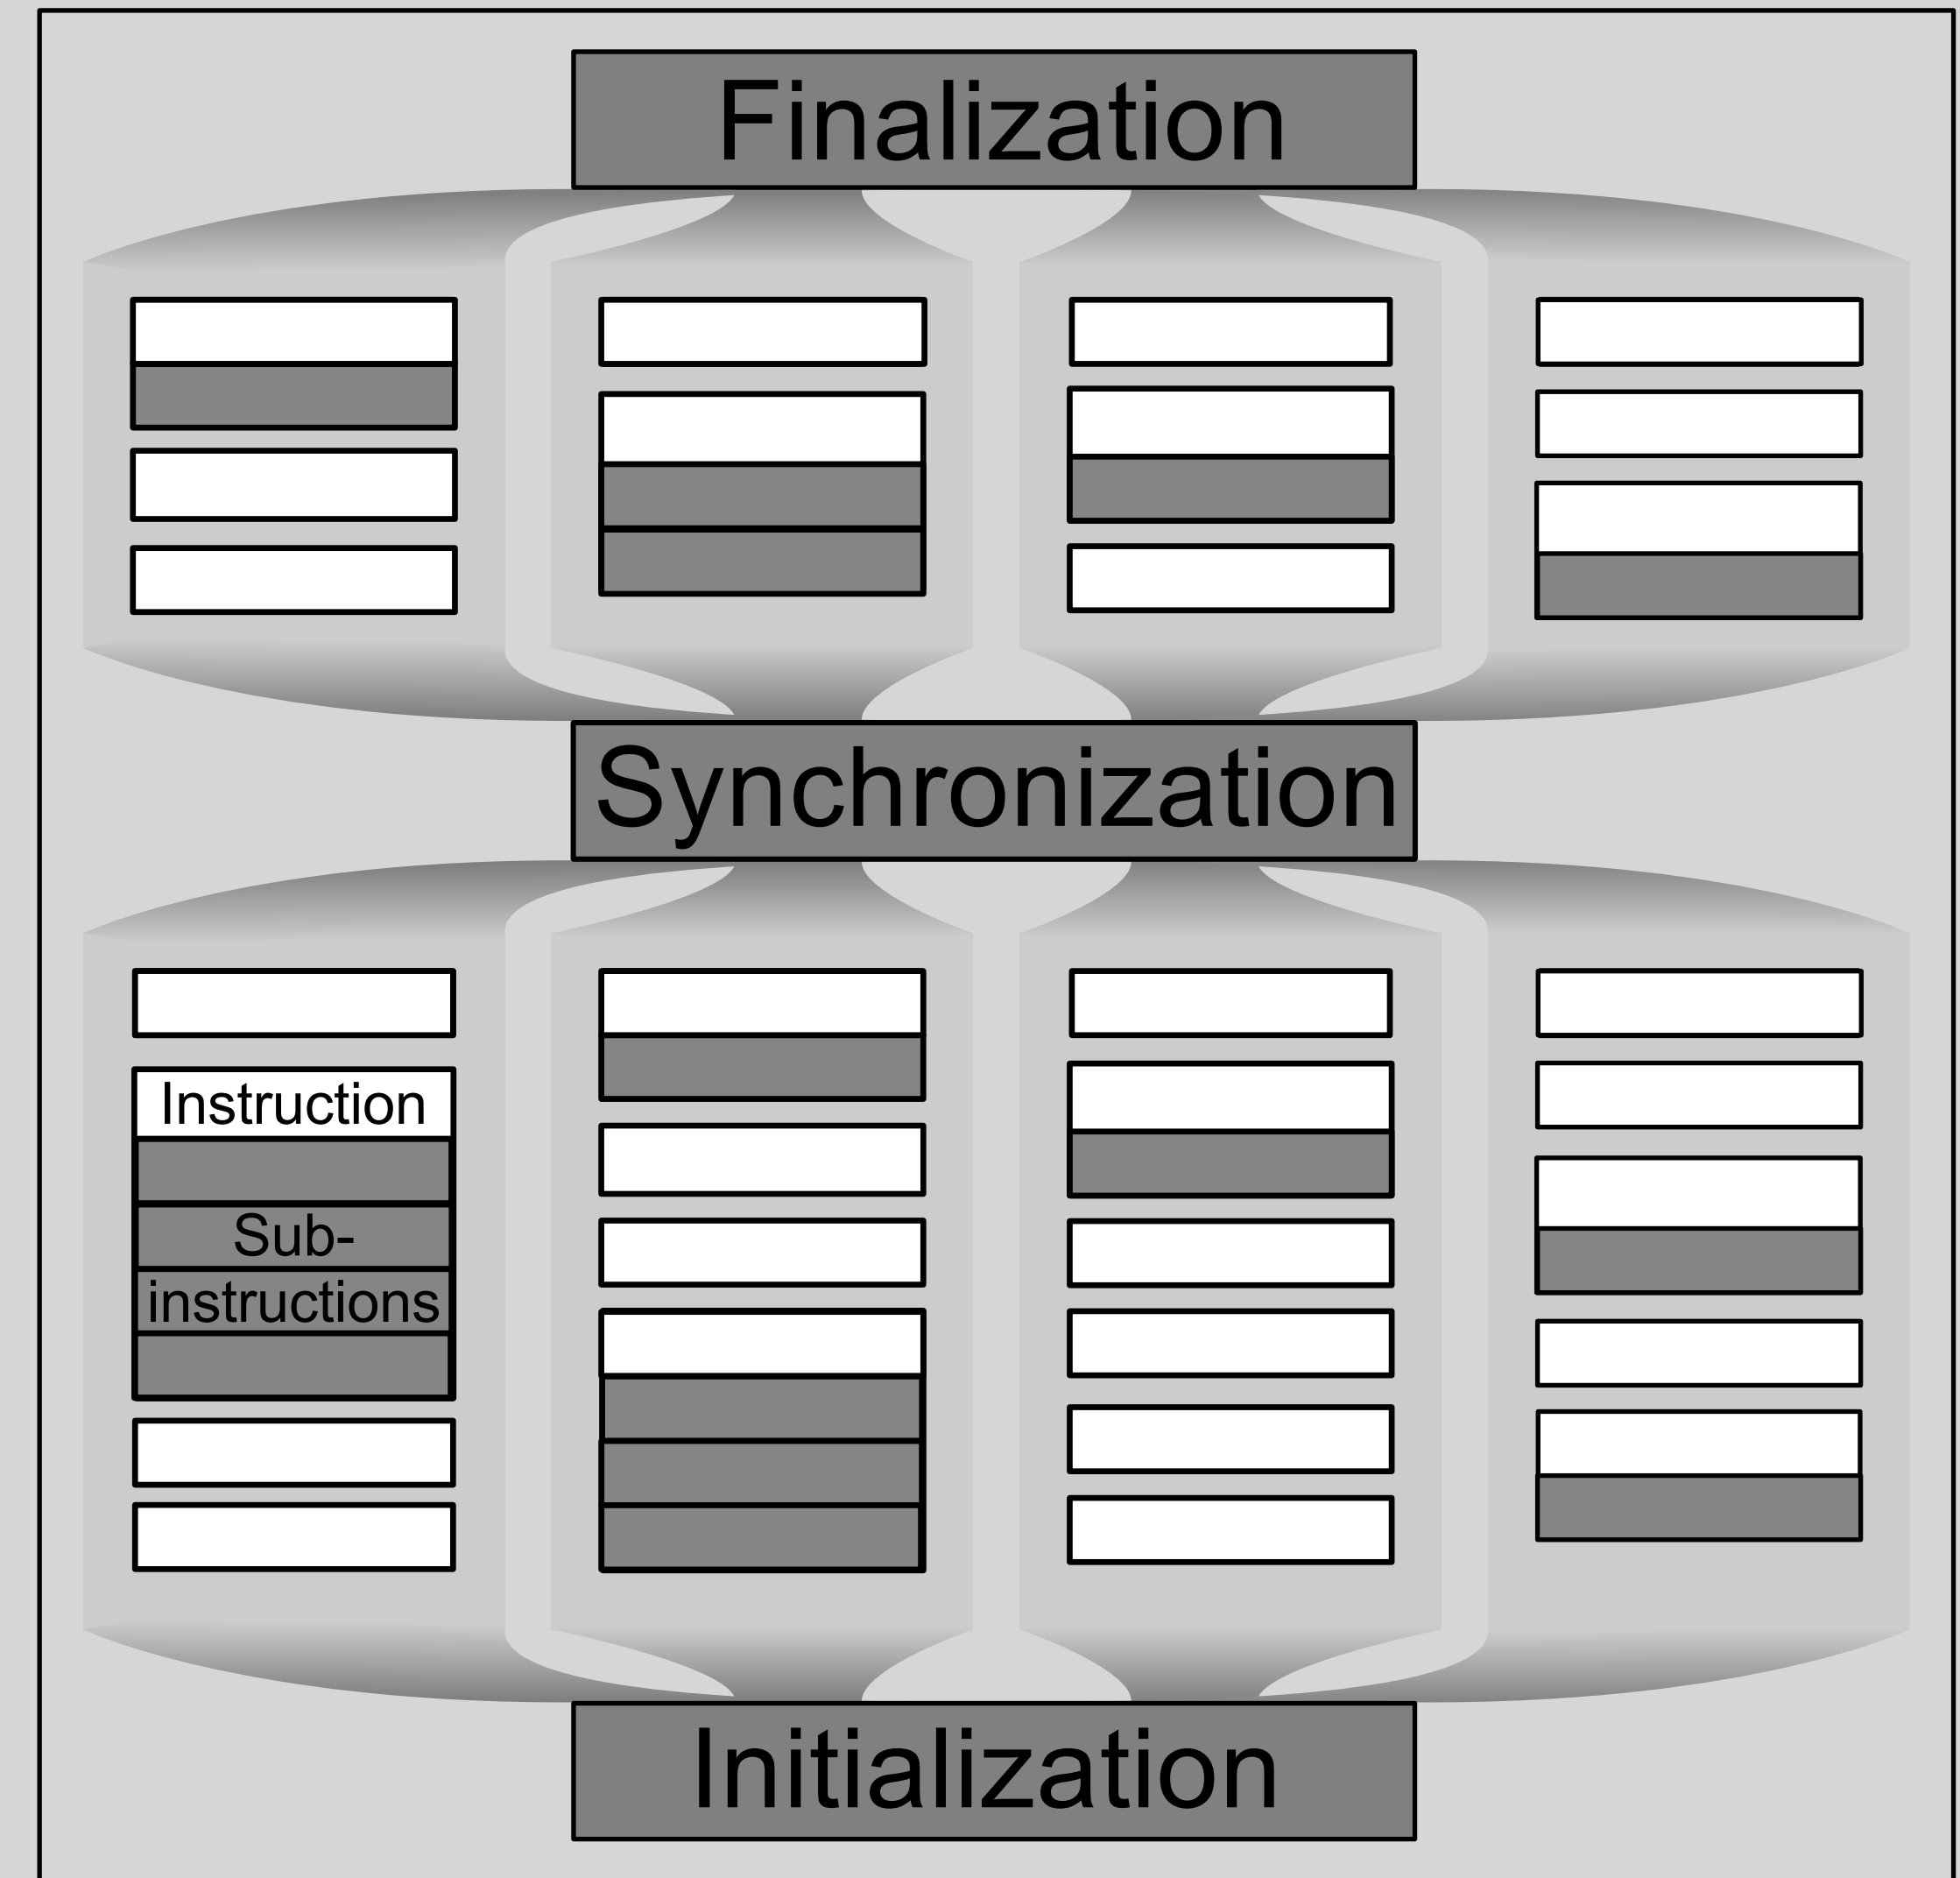 Finalization
Synchronization
Instruction
Sub-
instructions
Initialization